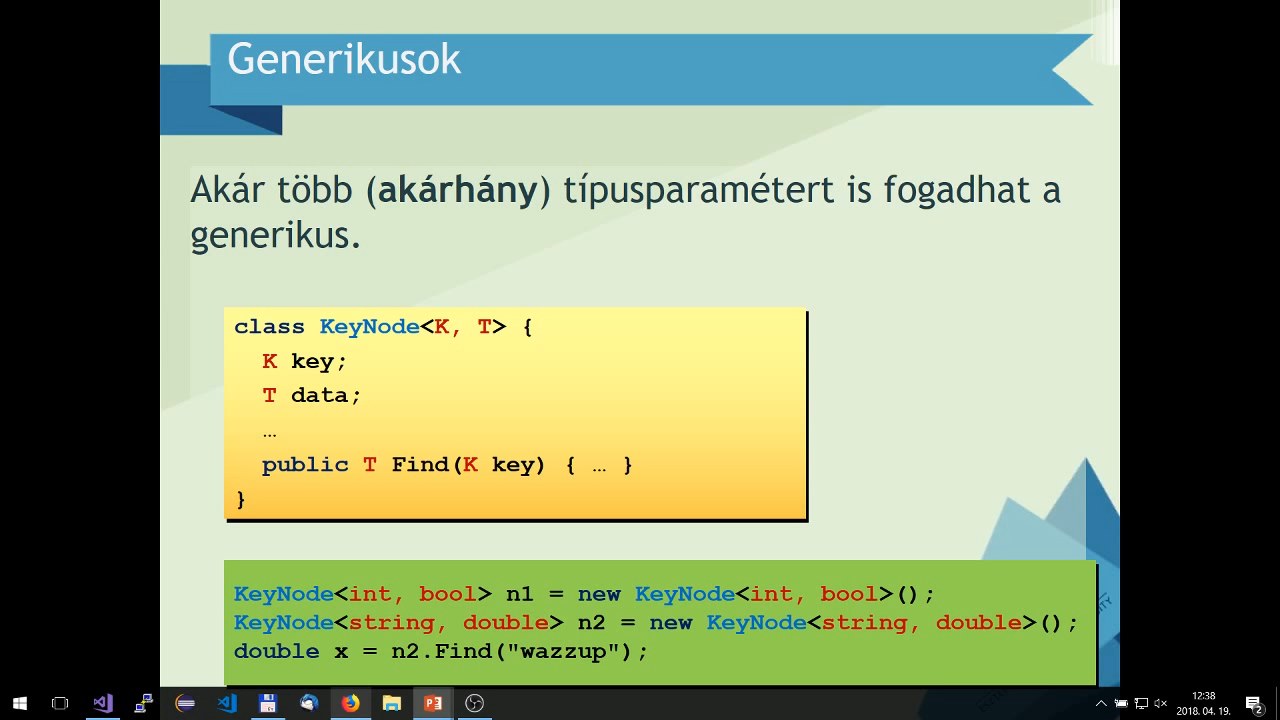 Generikusok
Akár több (akárhány) típusparamétert is fogadhat a
generikus.
class KeyNode<K, T> {
K key;
T data;
…
public T Find(K key) { … }
}
KeyNode<int, bool> n1 = new KeyNode<int, bool>();
KeyNode<string, double> n2 = new KeyNode<string, double>();
double x = n2.Find("wazzup");
12:38
2018. 04. 19.
2